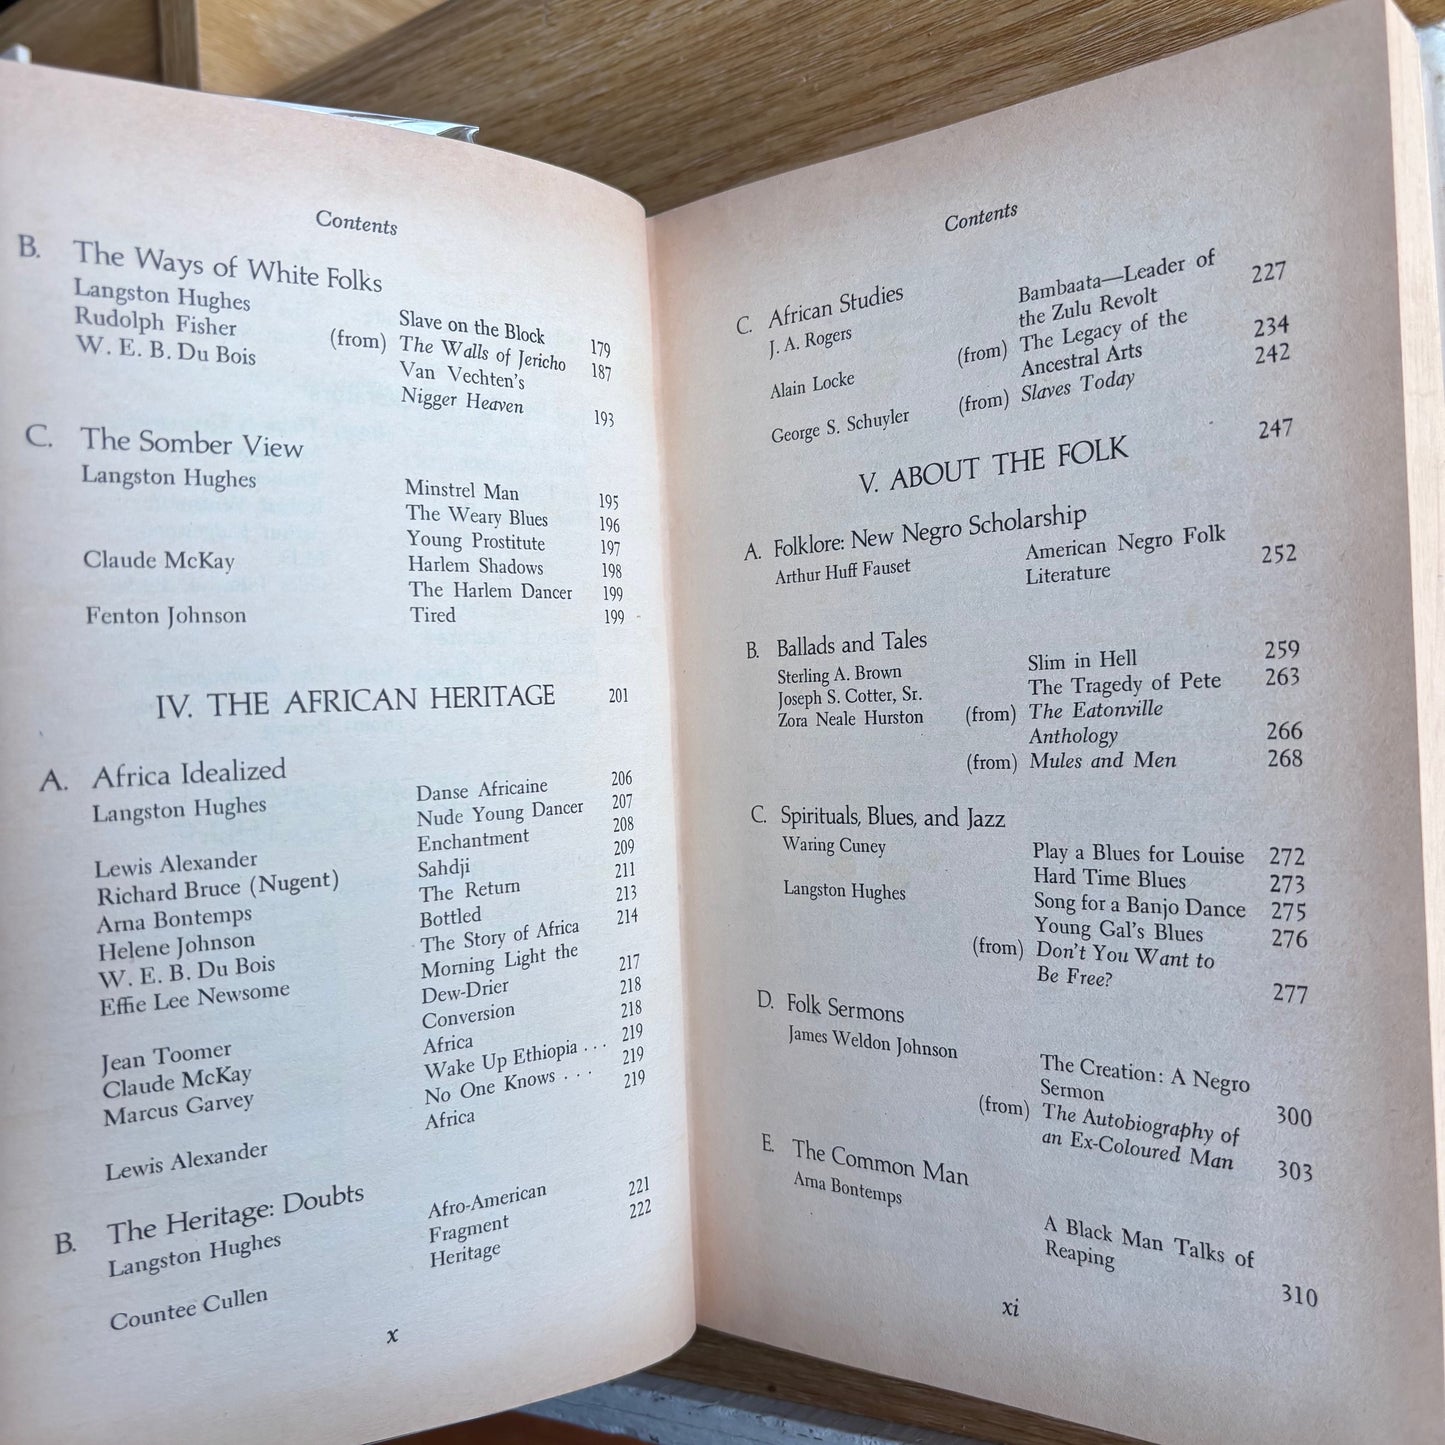 Contents
B. The Ways of White Folks
Langston Hughes Slave on the Block 179
Rudolph Fisher (from) The Walls of Jericho 187
W. E. B. Du Bois Van Vechten's
Nigger Heaven 193
C. The Somber View
Langston Hughes Minstrel Man 195
The Weary Blues 196
Young Prostitute 197
Claude McKay Harlem Shadows 198
The Harlem Dancer 199
Fenton Johnson Tired 199
IV. THE AFRICAN HERITAGE 201
A. Africa Idealized
Langston Hughes Danse Africaine 206
Nude Young Dancer 207
Lewis Alexander Enchantment 208
Richard Bruce (Nugent) Sahdji 209
Arna Bontemps The Return 211
Helene Johnson Bottled 213
W. E. B. Du Bois The Story of Africa 214
Effie Lee Newsome Morning Light the
Dew-Drier 217
Jean Toomer Conversion 218
Claude McKay Africa 218
Marcus Garvey Wake Up Ethiopia . . . 219
No One Knows . . . 219
Lewis Alexander Africa 219
B. The Heritage: Doubts
Langston Hughes Afro-American
Fragment 221
Countee Cullen Heritage 222
x
Contents
C. African Studies
J. A. Rogers Bambaata—Leader of
the Zulu Revolt 227
Alain Locke (from) The Legacy of the
Ancestral Arts 234
George S. Schuyler (from) Slaves Today 242
V. ABOUT THE FOLK 247
A. Folklore: New Negro Scholarship
Arthur Huff Fauset American Negro Folk
Literature 252
B. Ballads and Tales
Sterling A. Brown Slim in Hell 259
Joseph S. Cotter, Sr. The Tragedy of Pete 263
Zora Neale Hurston (from) The Eatonville
Anthology 266
(from) Mules and Men 268
C. Spirituals, Blues, and Jazz
Waring Cuney Play a Blues for Louise 272
Hard Time Blues 273
Langston Hughes Song for a Banjo Dance 275
Young Gal's Blues 276
(from) Don't You Want to
Be Free? 277
D. Folk Sermons
James Weldon Johnson The Creation: A Negro
Sermon 300
(from) The Autobiography of
an Ex-Coloured Man 303
E. The Common Man
Arna Bontemps A Black Man Talks of
Reaping 310
xi